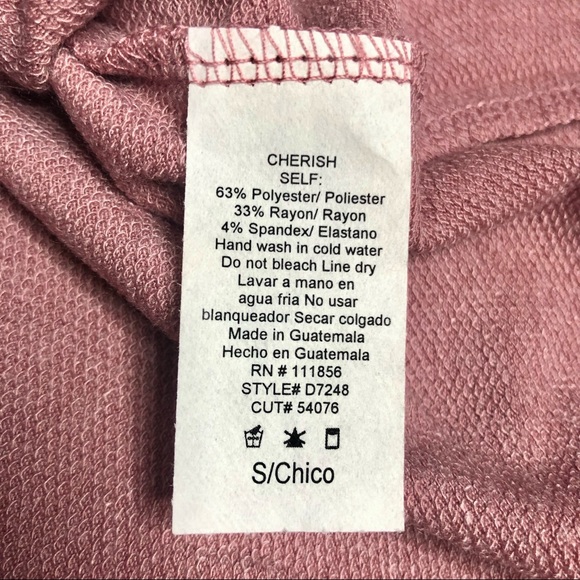 CHERISH
SELF:
63% Polyester/ Poliester
33% Rayon/ Rayon
4% Spandex/ Elastano
Hand wash in cold water
Do not bleach Line dry
Lavar a mano en
agua fria No usar
blanqueador Secar colgado
Made in Guatemala
Hecho en Guatemala
RN # 111856
STYLE# D7248
CUT# 54076
S/Chico